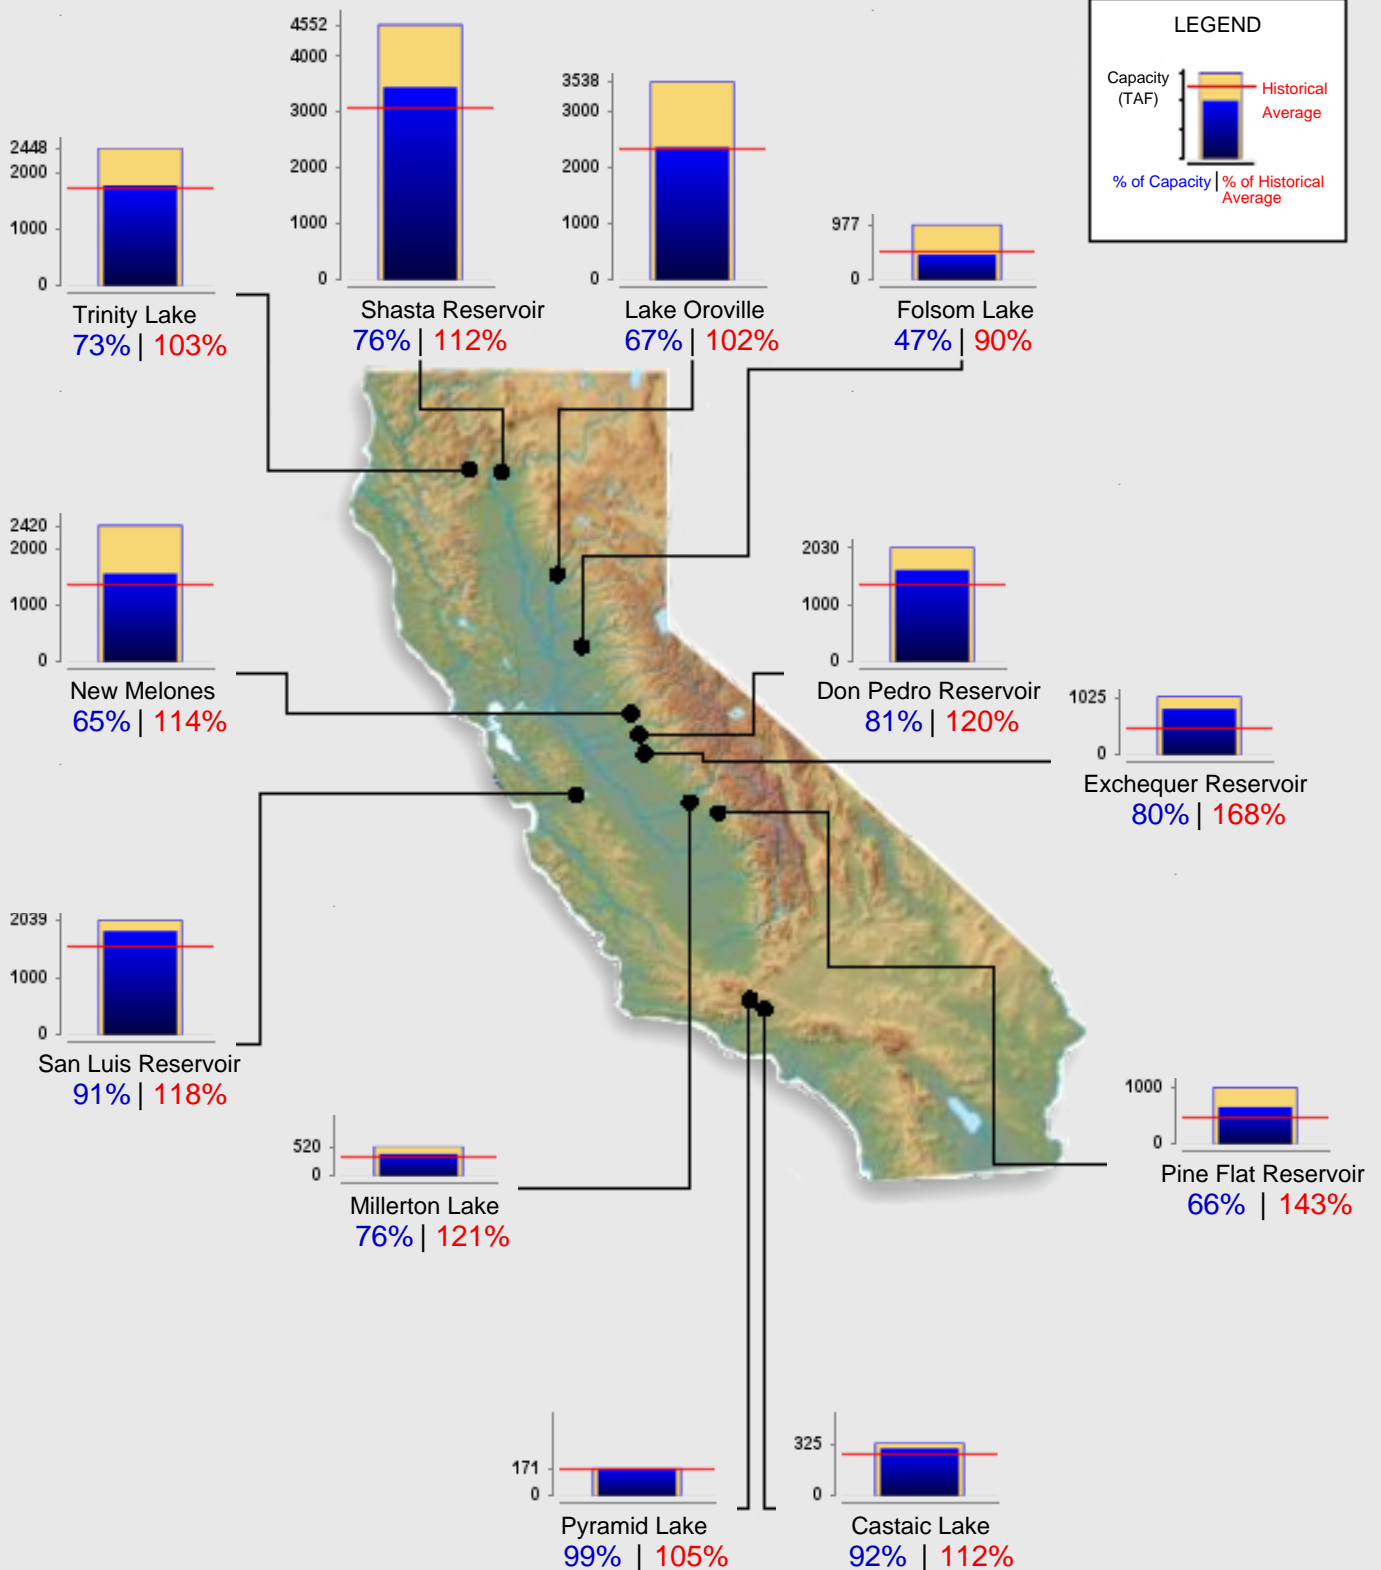 LEGEND
Capacity
(TAF)
Historical
Average
% of Capacity | % of Historical
Average
4552
4000
3000
2000
1000
0
Shasta Reservoir
76% | 112%
3538
3000
2000
1000
0
Lake Oroville
67% | 102%
2448
2000
1000
0
Trinity Lake
73% | 103%
977
0
Folsom Lake
47% | 90%
2420
2000
1000
0
New Melones
65% | 114%
2030
1000
0
Don Pedro Reservoir
81% | 120%
1025
0
Exchequer Reservoir
80% | 168%
2039
1000
0
San Luis Reservoir
91% | 118%
520
0
Millerton Lake
76% | 121%
1000
0
Pine Flat Reservoir
66% | 143%
171
0
Pyramid Lake
99% | 105%
325
0
Castaic Lake
92% | 112%